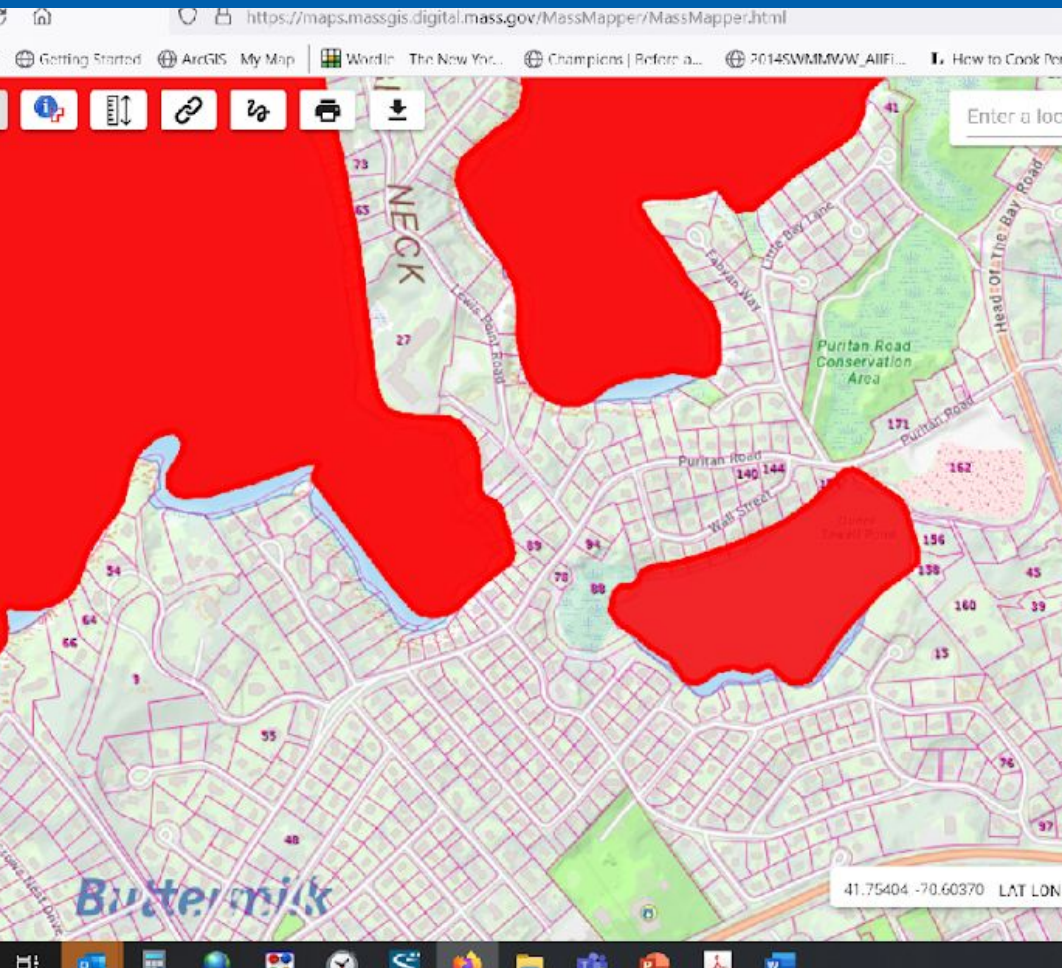 https://maps.massgis.digital.mass.gov/MassMapper/MassMapper.html
Getting Started ArcGIS My Map Wordle The New Yor... Champions | Before a... 2014SWMMWW_AllFi... How to Cook Per
Enter a loc
41
73
65
NECK
Head Of The Bay Road
Little Bay Lane
Fabyan Way
Lewis Point Road
27
Puritan Road
Conservation
Area
171
Puritan Road
Puritan Road
140 144
162
Wall Street
89
94
156
78
88
138
54
45
160
39
64
66
13
9
55
76
97
48
Buttermilk
41.75404 -70.60370 LAT LON